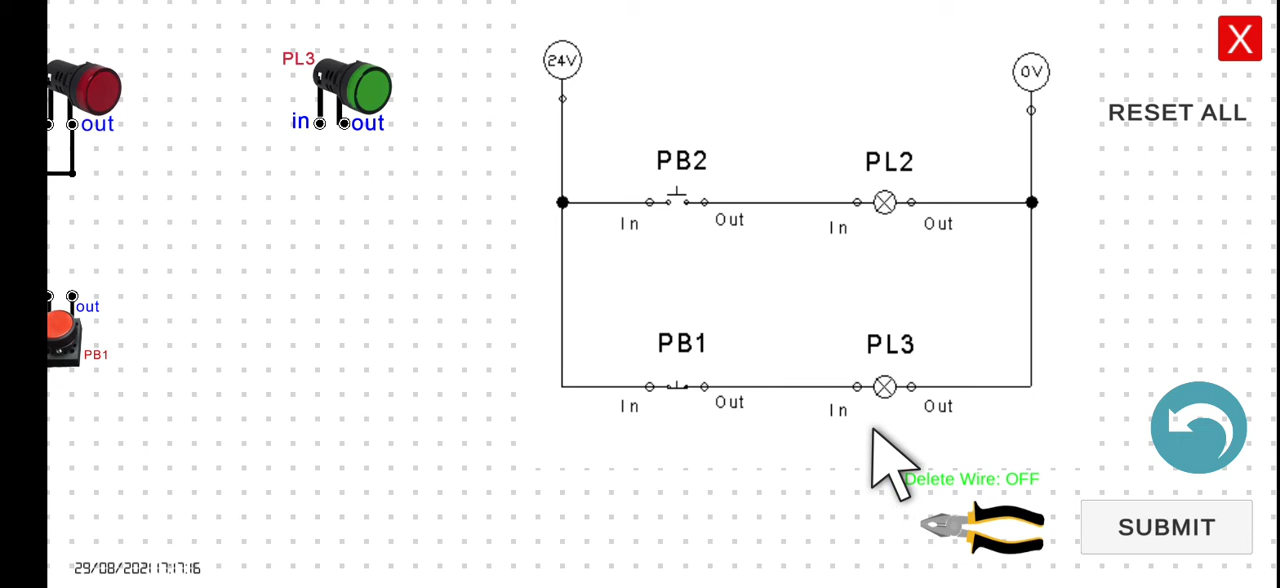 X
PL3
24V
0V
out
in
out
RESET ALL
PB2
PL2
In
Out
In
Out
out
PB1
PB1
PL3
In
Out
In
Out
Delete Wire: OFF
SUBMIT
29/08/2021 17:17:16